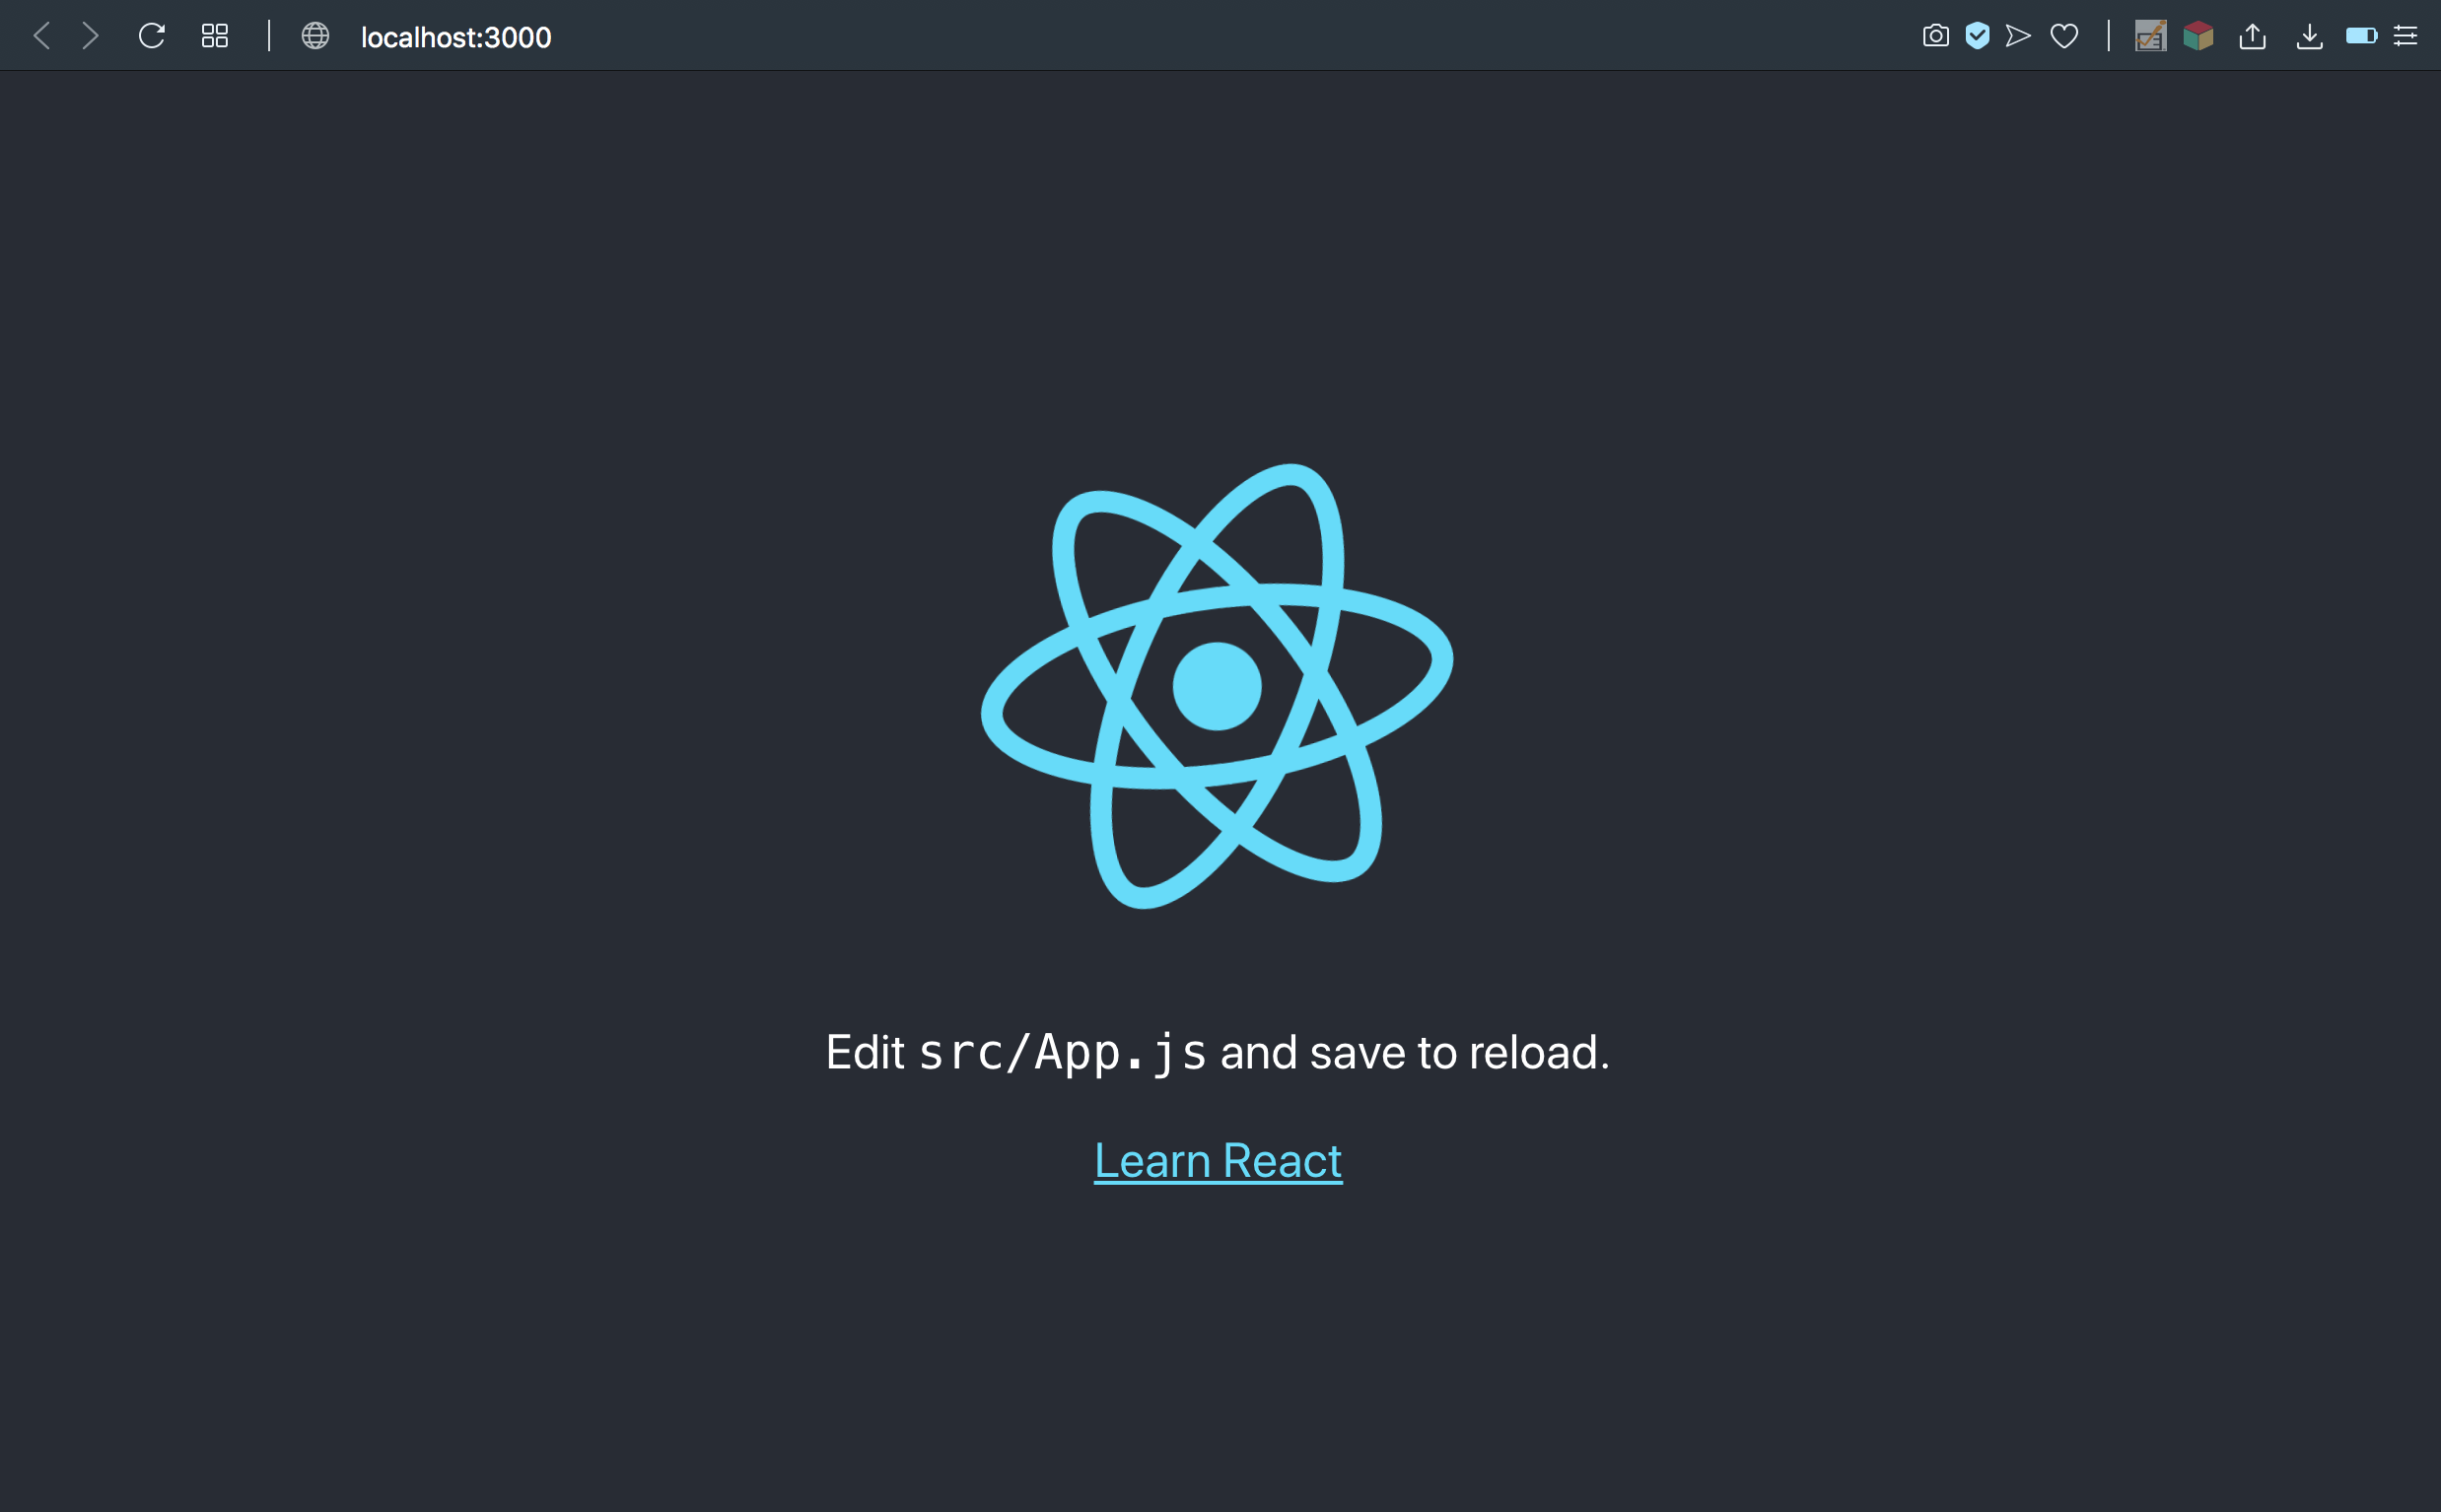 localhost:3000
Edit src/App.js and save to reload.
Learn React